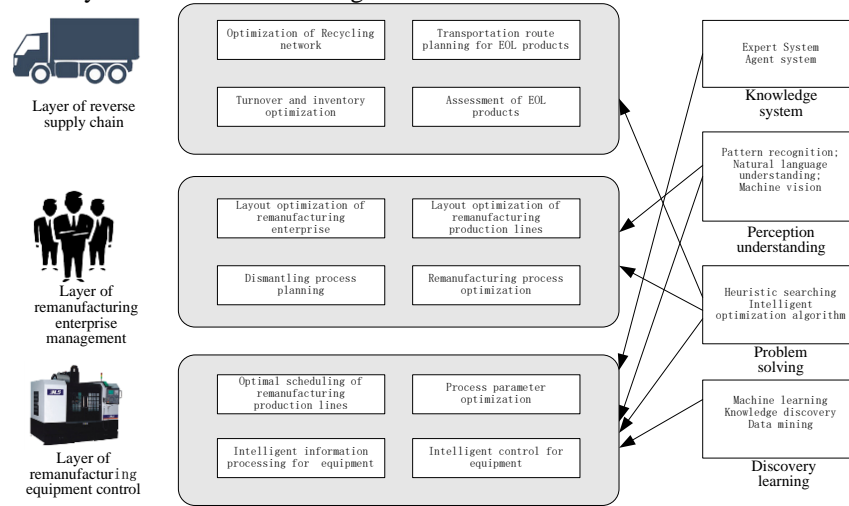 Optimization of Recycling
network
Transportation route
planning for EOL products
Turnover and inventory
optimization
Assessment of EOL
products
Layer of reverse
supply chain
Layout optimization of
remanufacturing
enterprise
Layout optimization of
remanufacturing
production lines
Dismantling process
planning
Remanufacturing process
optimization
Layer of
remanufacturing
enterprise
management
Optimal scheduling of
remanufacturing
production lines
Process parameter
optimization
Intelligent information
processing for equipment
Intelligent control for
equipment
Layer of
remanufacturing
equipment control
Expert System
Agent system
Knowledge
system
Pattern recognition;
Natural language
understanding;
Machine vision
Perception
understanding
Heuristic searching
Intelligent
optimization algorithm
Problem
solving
Machine learning
Knowledge discovery
Data mining
Discovery
learning